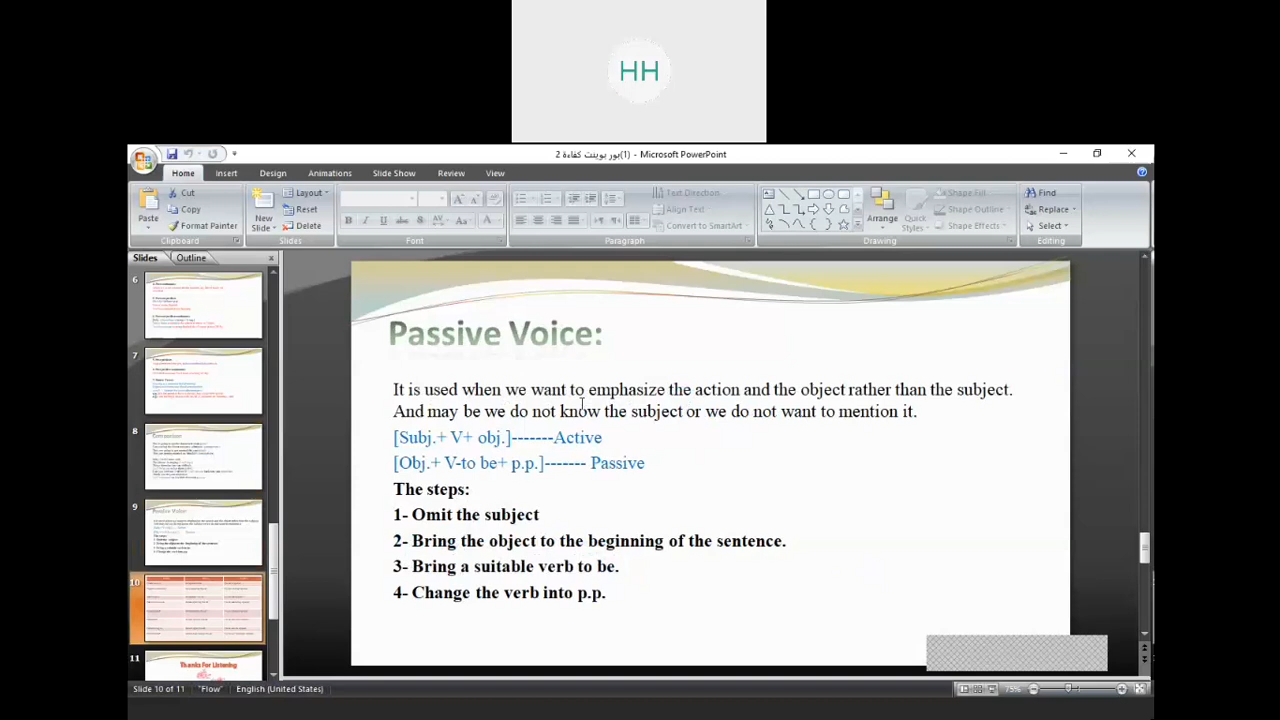 HH
2 بور بوينت كفاءة(1) - Microsoft PowerPoint
Home Insert Design Animations Slide Show Review View
Paste
Cut
Copy
Format Painter
Clipboard
New Slide
Layout
Reset
Delete
Slides
Font
Paragraph
Text Direction
Align Text
Convert to SmartArt
Arrange
Quick Styles
Shape Fill
Shape Outline
Shape Effects
Drawing
Find
Replace
Select
Editing
Slides Outline
6
7
8
9
10
11
Thanks For Listening
Passive Voice:
It is used when we want to emphasize the action and the object rather than the subject.
And may be we do not know the subject or we do not want to mention it.
[Subj.+ V+ obj.]-------Active
[Obj.+ V-to be+ p.p.]------- Passive
The steps:
1- Omit the subject
2- Bring the object to the beginning of the sentence.
3- Bring a suitable verb to be.
4- Change the verb into p.p.
Slide 10 of 11 "Flow" English (United States) 75%